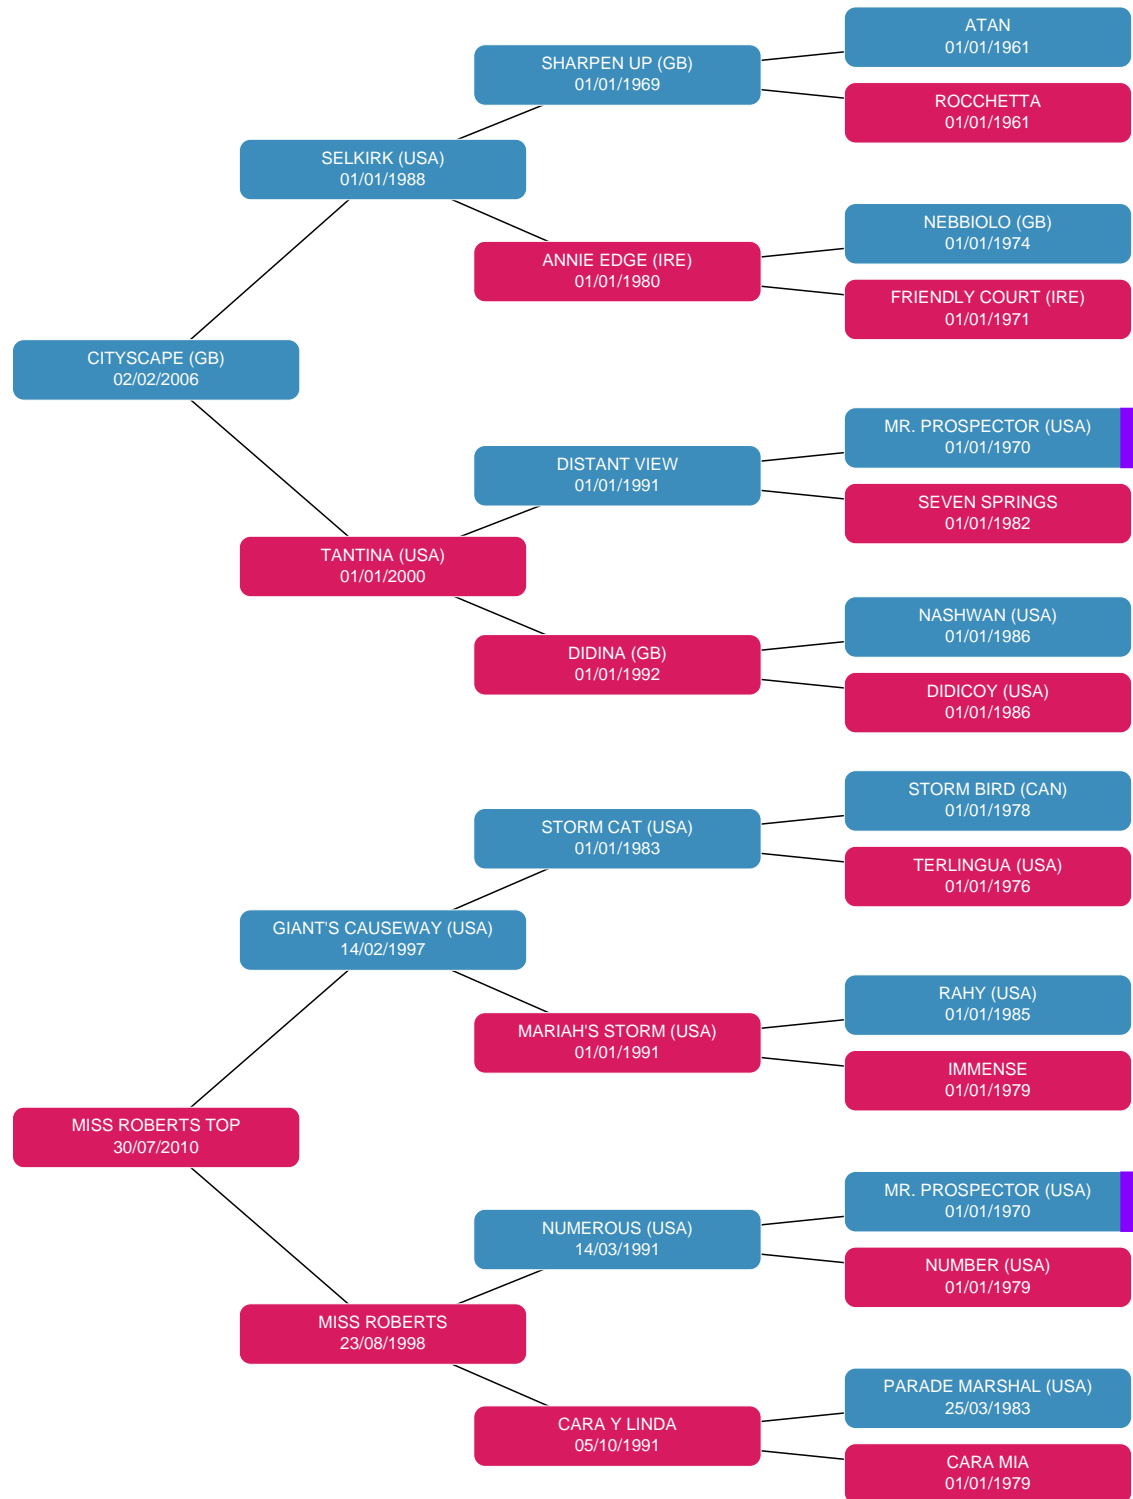 ATAN
01/01/1961
SHARPEN UP (GB)
01/01/1969
ROCCHETTA
01/01/1961
SELKIRK (USA)
01/01/1988
NEBBIOLO (GB)
01/01/1974
ANNIE EDGE (IRE)
01/01/1980
FRIENDLY COURT (IRE)
01/01/1971
CITYSCAPE (GB)
02/02/2006
MR. PROSPECTOR (USA)
01/01/1970
DISTANT VIEW
01/01/1991
SEVEN SPRINGS
01/01/1982
TANTINA (USA)
01/01/2000
NASHWAN (USA)
01/01/1986
DIDINA (GB)
01/01/1992
DIDICOY (USA)
01/01/1986
STORM BIRD (CAN)
01/01/1978
STORM CAT (USA)
01/01/1983
TERLINGUA (USA)
01/01/1976
GIANT'S CAUSEWAY (USA)
14/02/1997
RAHY (USA)
01/01/1985
MARIAH'S STORM (USA)
01/01/1991
IMMENSE
01/01/1979
MISS ROBERTS TOP
30/07/2010
MR. PROSPECTOR (USA)
01/01/1970
NUMEROUS (USA)
14/03/1991
NUMBER (USA)
01/01/1979
MISS ROBERTS
23/08/1998
PARADE MARSHAL (USA)
25/03/1983
CARA Y LINDA
05/10/1991
CARA MIA
01/01/1979